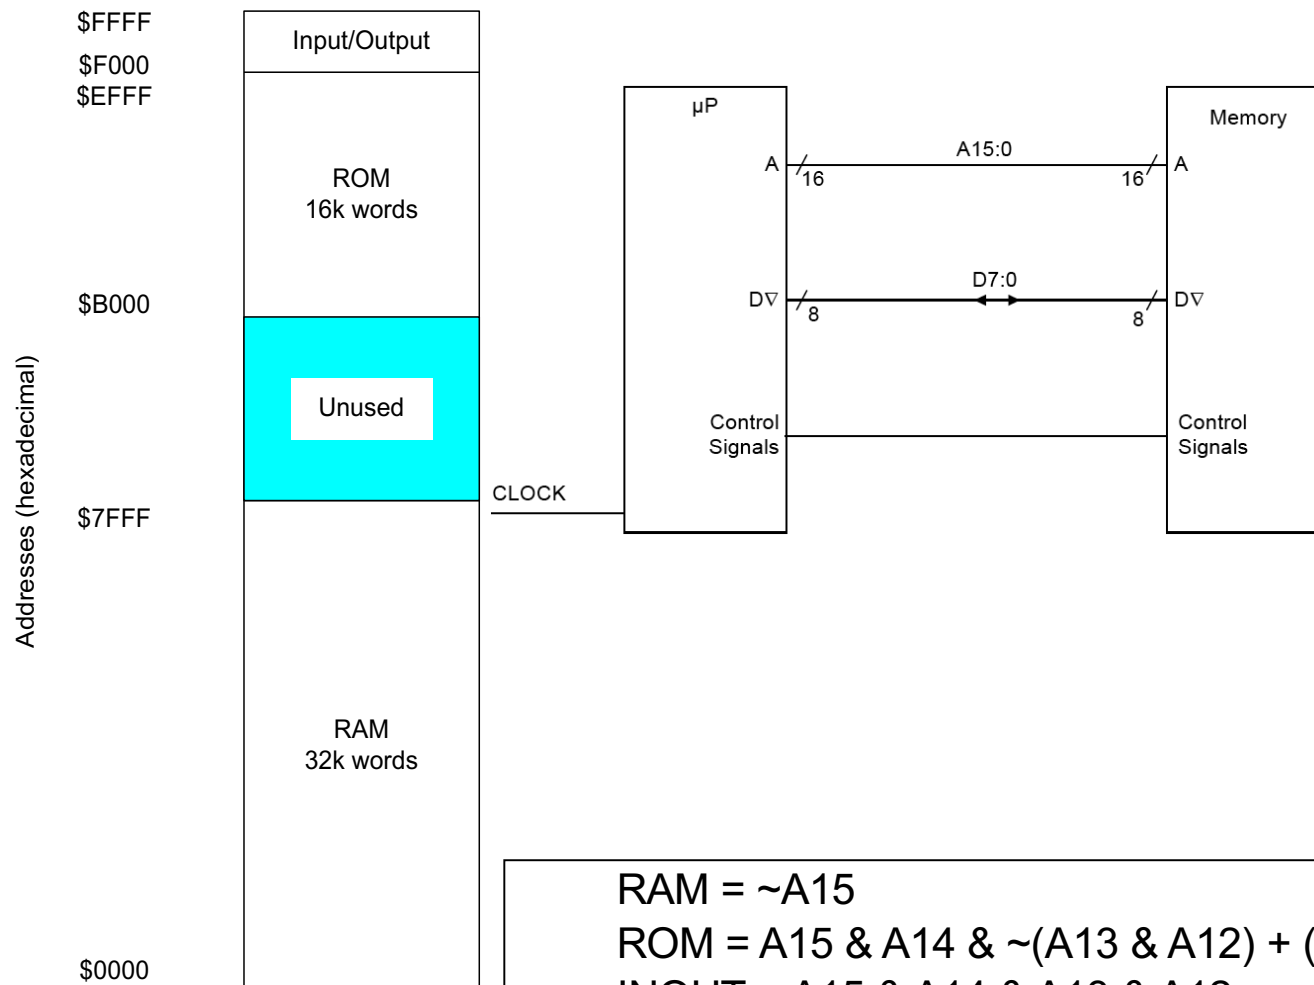 $FFFF
Input/Output
$F000
$EFFF
ROM
16k words
$B000
Unused
$7FFF
RAM
32k words
$0000
Addresses (hexadecimal)
µP
Memory
A
A15:0
A
16
16
D▽
D7:0
D▽
8
8
Control
Signals
Control
Signals
CLOCK
RAM = ~A15
ROM = A15 & A14 & ~(A13 & A12) + (